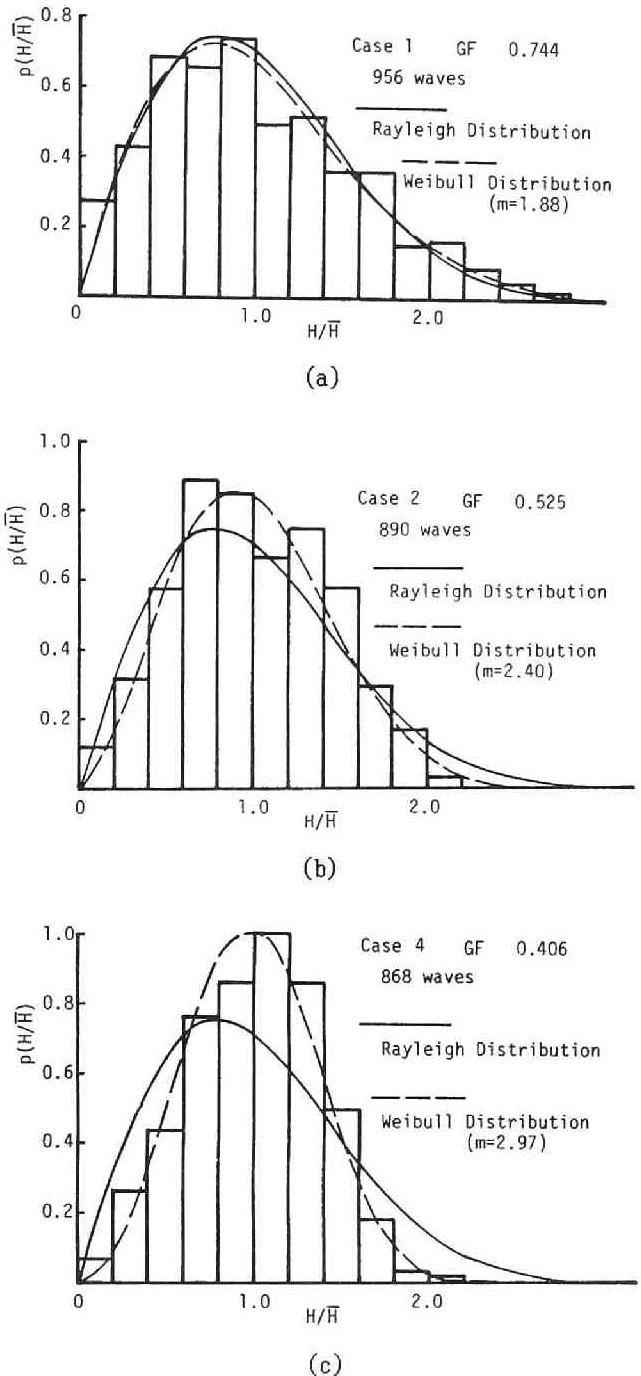 0.8
p(H/H̅)
0.6
0.4
0.2
Case 1 GF 0.744
956 waves
Rayleigh Distribution
Weibull Distribution
(m=1.88)
0 1.0 2.0
H/H̅
(a)
1.0
p(H/H̅)
0.8
0.6
0.4
0.2
Case 2 GF 0.525
890 waves
Rayleigh Distribution
Weibull Distribution
(m=2.40)
0 1.0 2.0
H/H̅
(b)
1.0
p(H/H̅)
0.8
0.6
0.4
0.2
Case 4 GF 0.406
868 waves
Rayleigh Distribution
Weibull Distribution
(m=2.97)
0 1.0 2.0
H/H̅
(c)